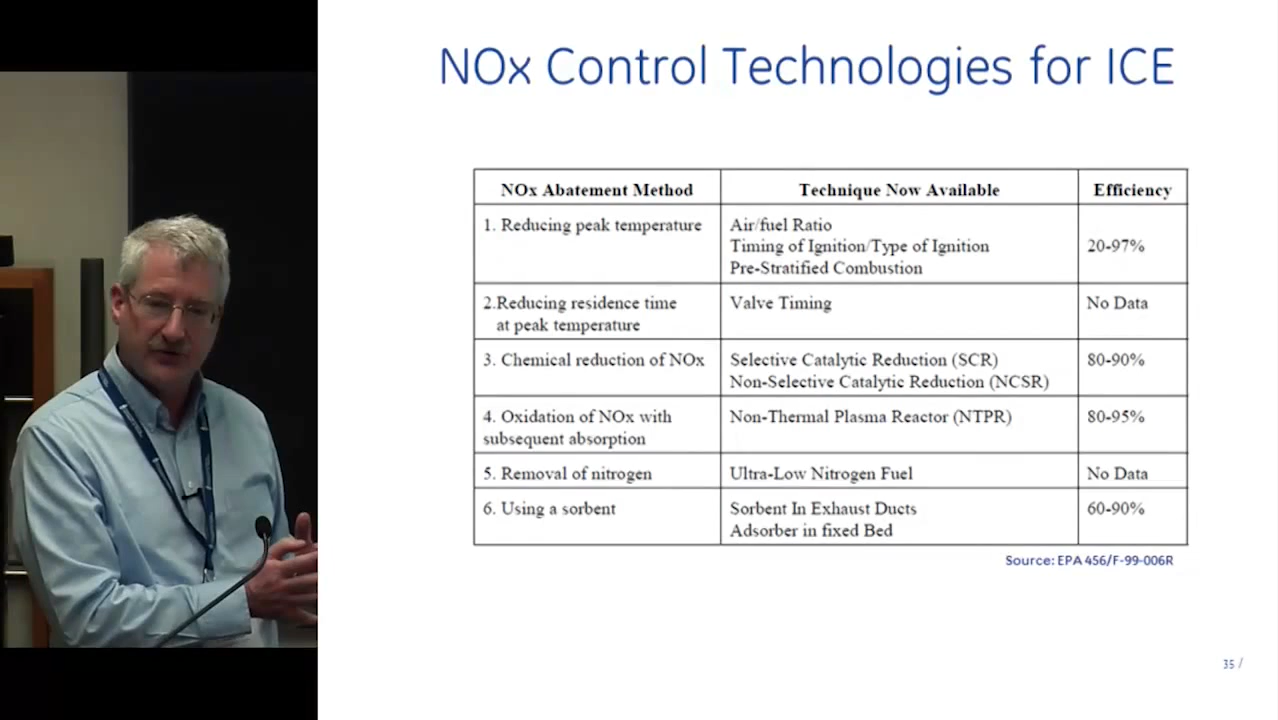 NOx Control Technologies for ICE
NOx Abatement Method Technique Now Available Efficiency
1. Reducing peak temperature Air/fuel Ratio
Timing of Ignition/Type of Ignition 20-97%
Pre-Stratified Combustion
2.Reducing residence time Valve Timing No Data
at peak temperature
3. Chemical reduction of NOx Selective Catalytic Reduction (SCR) 80-90%
Non-Selective Catalytic Reduction (NCSR)
4. Oxidation of NOx with Non-Thermal Plasma Reactor (NTPR) 80-95%
subsequent absorption
5. Removal of nitrogen Ultra-Low Nitrogen Fuel No Data
6. Using a sorbent Sorbent In Exhaust Ducts 60-90%
Adsorber in fixed Bed
Source: EPA 456/F-99-006R
35 /